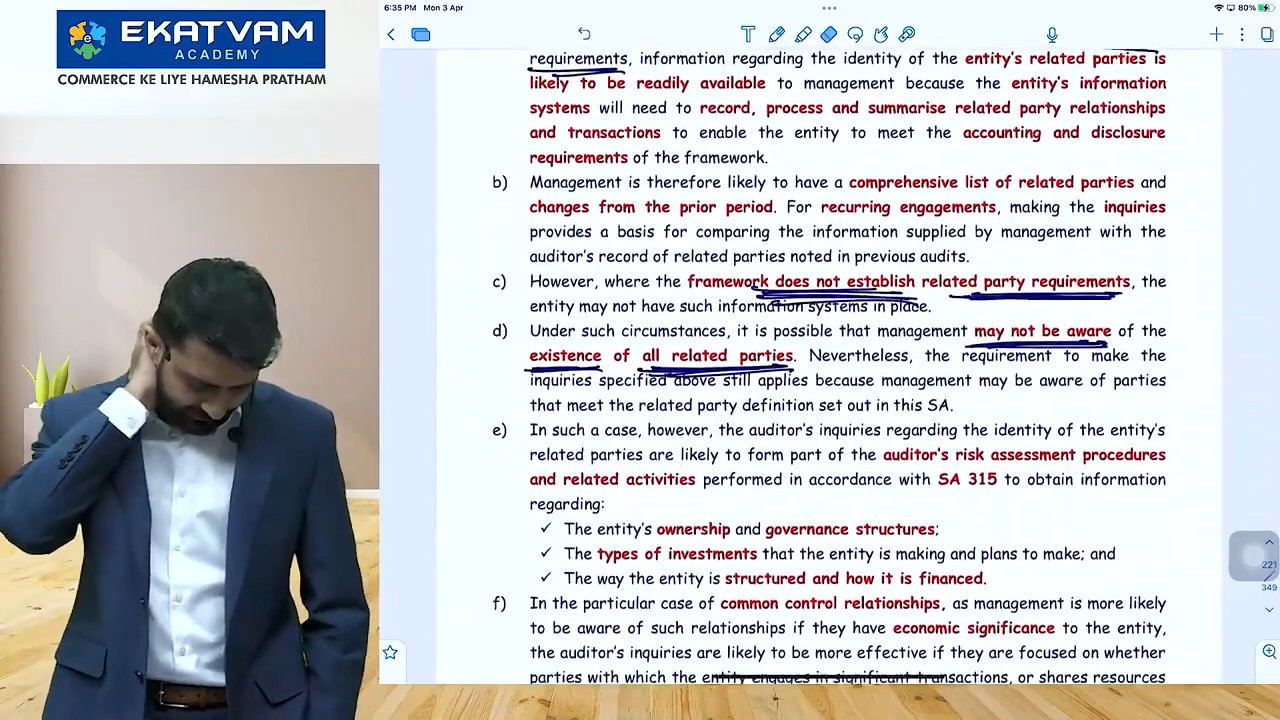 EKATVAM
ACADEMY
COMMERCE KE LIYE HAMESHA PRATHAM
6:35 PM Mon 3 Apr
80%
requirements, information regarding the identity of the entity's related parties is
likely to be readily available to management because the entity's information
systems will need to record, process and summarise related party relationships
and transactions to enable the entity to meet the accounting and disclosure
requirements of the framework.
b) Management is therefore likely to have a comprehensive list of related parties and
changes from the prior period. For recurring engagements, making the inquiries
provides a basis for comparing the information supplied by management with the
auditor's record of related parties noted in previous audits.
c) However, where the framework does not establish related party requirements, the
entity may not have such information systems in place.
d) Under such circumstances, it is possible that management may not be aware of the
existence of all related parties. Nevertheless, the requirement to make the
inquiries specified above still applies because management may be aware of parties
that meet the related party definition set out in this SA.
e) In such a case, however, the auditor's inquiries regarding the identity of the entity's
related parties are likely to form part of the auditor's risk assessment procedures
and related activities performed in accordance with SA 315 to obtain information
regarding:
✓ The entity's ownership and governance structures;
✓ The types of investments that the entity is making and plans to make; and
✓ The way the entity is structured and how it is financed.
f) In the particular case of common control relationships, as management is more likely
to be aware of such relationships if they have economic significance to the entity,
the auditor's inquiries are likely to be more effective if they are focused on whether
parties with which the entity engages in significant transactions, or shares resources
221
349